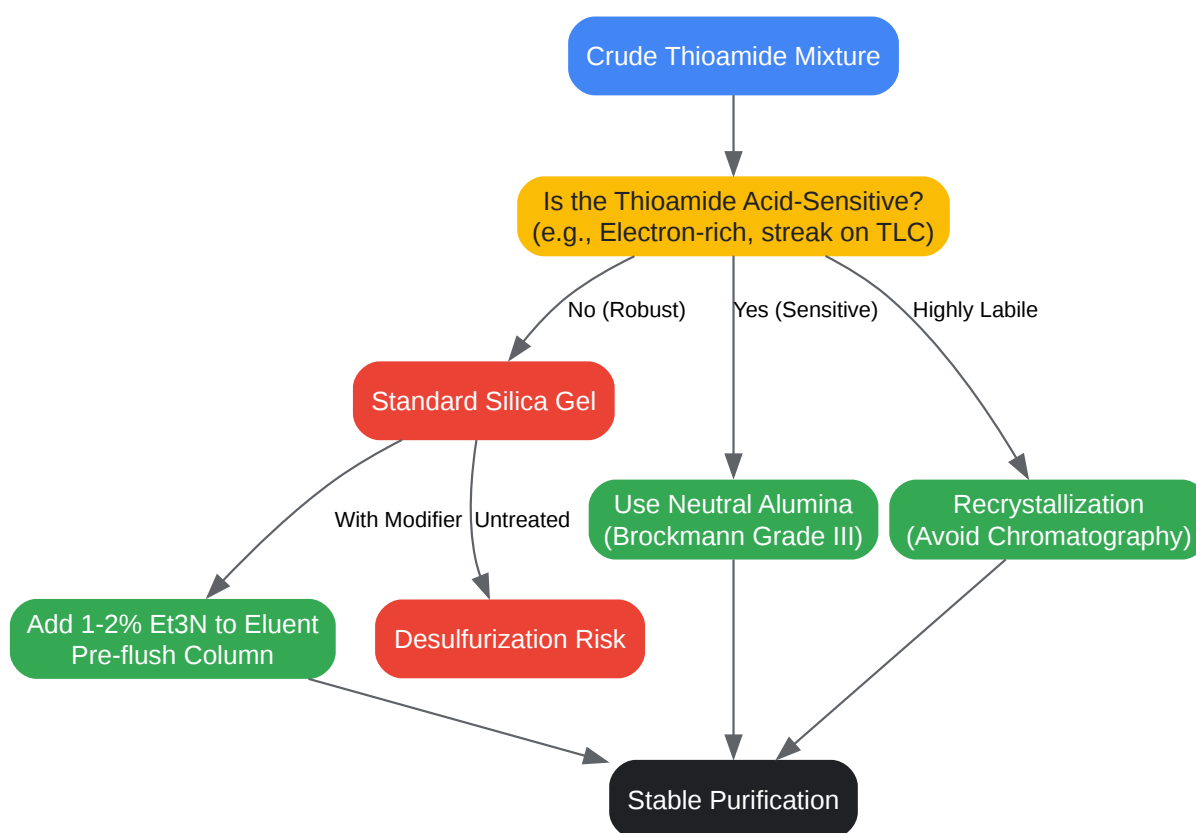 Crude Thioamide Mixture
Is the Thioamide Acid-Sensitive?
(e.g., Electron-rich, streak on TLC)
No (Robust)
Yes (Sensitive)
Highly Labile
Standard Silica Gel
With Modifier
Untreated
Use Neutral Alumina
(Brockmann Grade III)
Recrystallization
(Avoid Chromatography)
Add 1-2% Et3N to Eluent
Pre-flush Column
Desulfurization Risk
Stable Purification